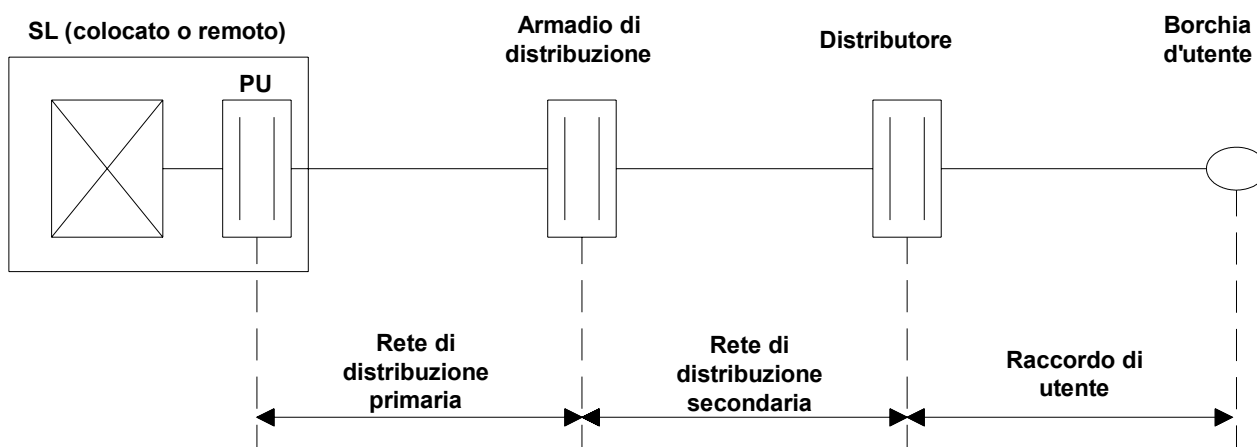 SL (colocato o remoto)
PU
Armadio di
distribuzione
Distributore
Borchia
d'utente
Rete di
distribuzione
primaria
Rete di
distribuzione
secondaria
Raccordo di
utente